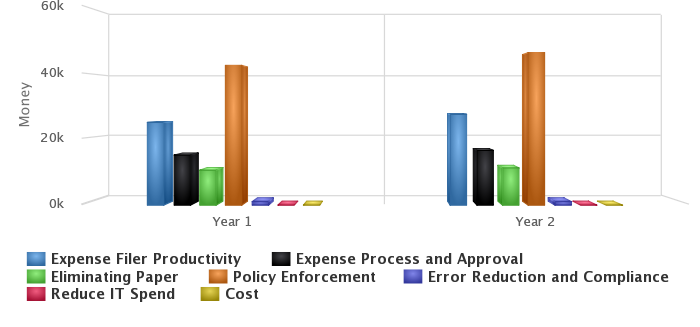 60k
40k
20k
0k
Money
Year 1
Year 2
Expense Filer Productivity
Expense Process and Approval
Eliminating Paper
Policy Enforcement
Error Reduction and Compliance
Reduce IT Spend
Cost